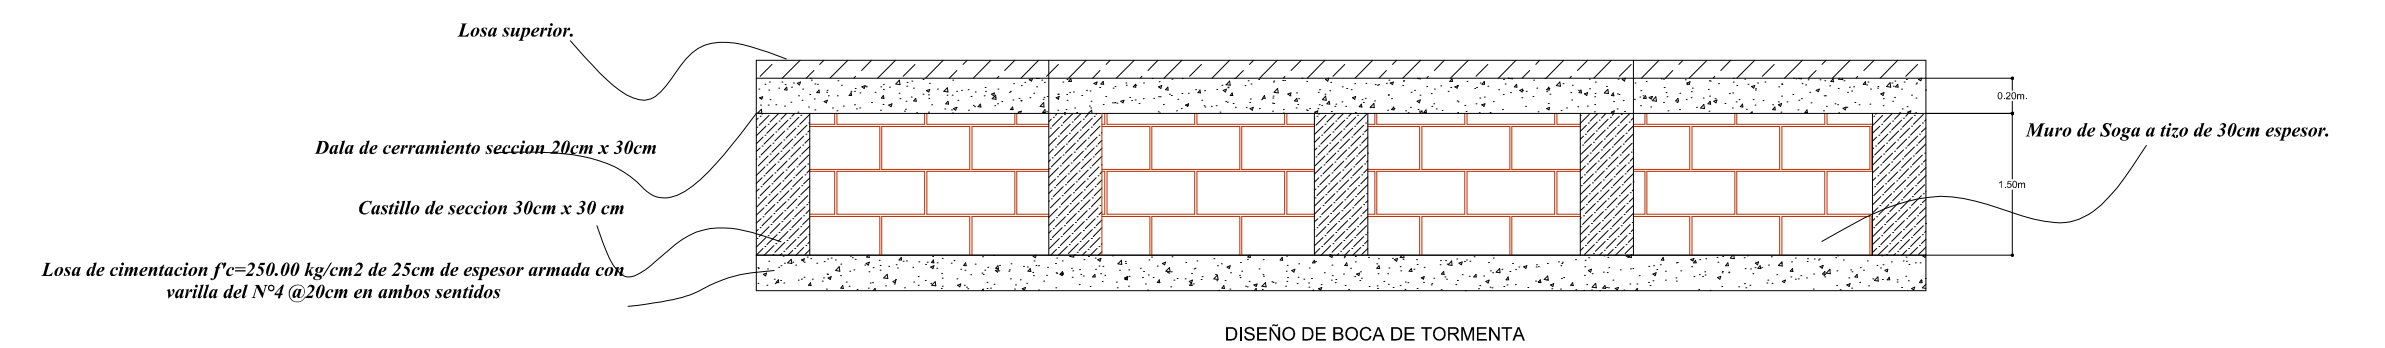 Losa superior.
0.20m.
Muro de Soga a tizo de 30cm espesor.
Dala de cerramiento seccion 20cm x 30cm
1.50m
Castillo de seccion 30cm x 30 cm
Losa de cimentacion f'c=250.00 kg/cm2 de 25cm de espesor armada con
varilla del N°4 @20cm en ambos sentidos
DISEÑO DE BOCA DE TORMENTA